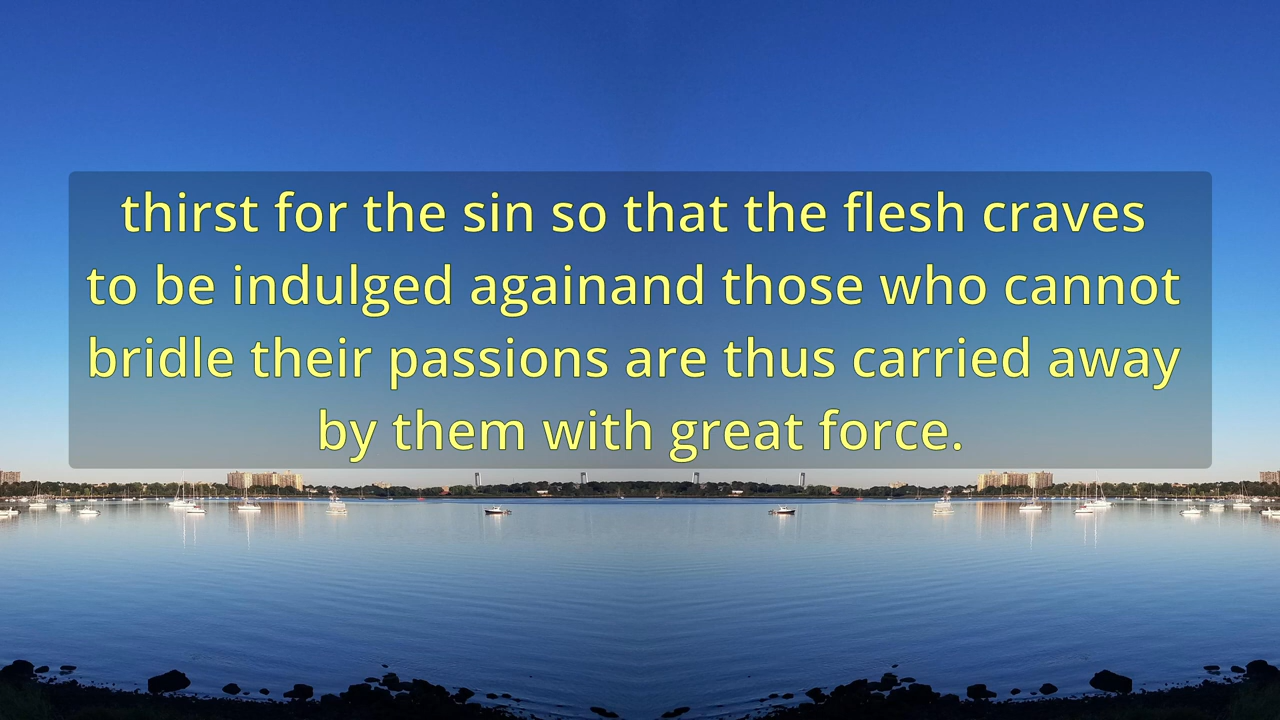 thirst for the sin so that the flesh craves
to be indulged againand those who cannot
bridle their passions are thus carried away
by them with great force.